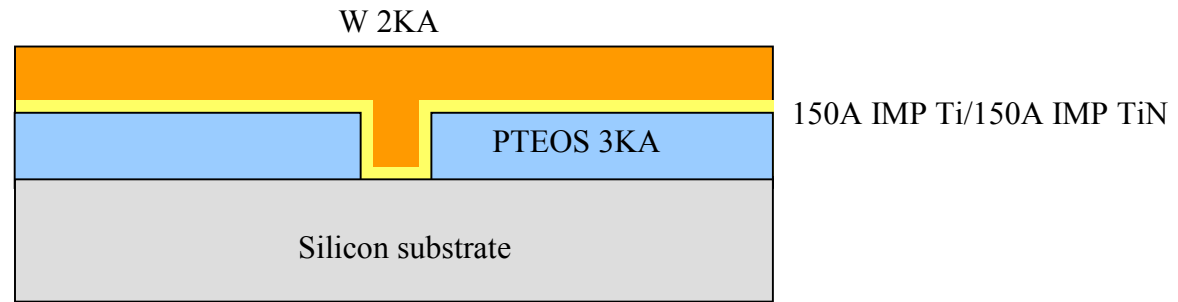 W 2KA
150A IMP Ti/150A IMP TiN
PTEOS 3KA
Silicon substrate